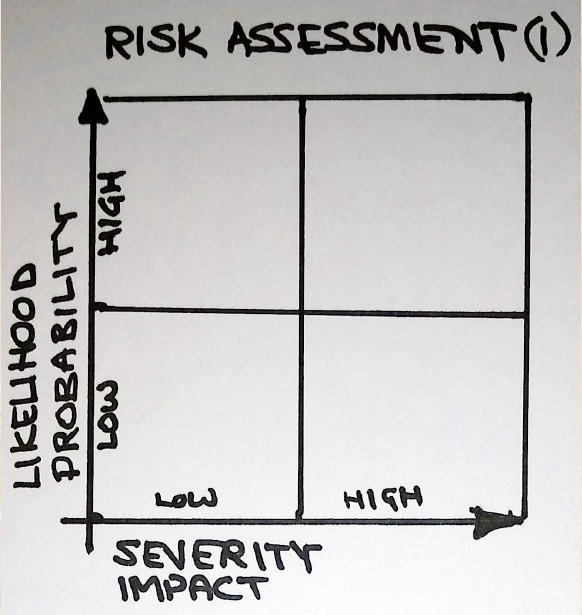 RISK ASSESSMENT (1)
LIKELIHOOD
PROBABILITY
HIGH
LOW
LOW
HIGH
SEVERITY
IMPACT